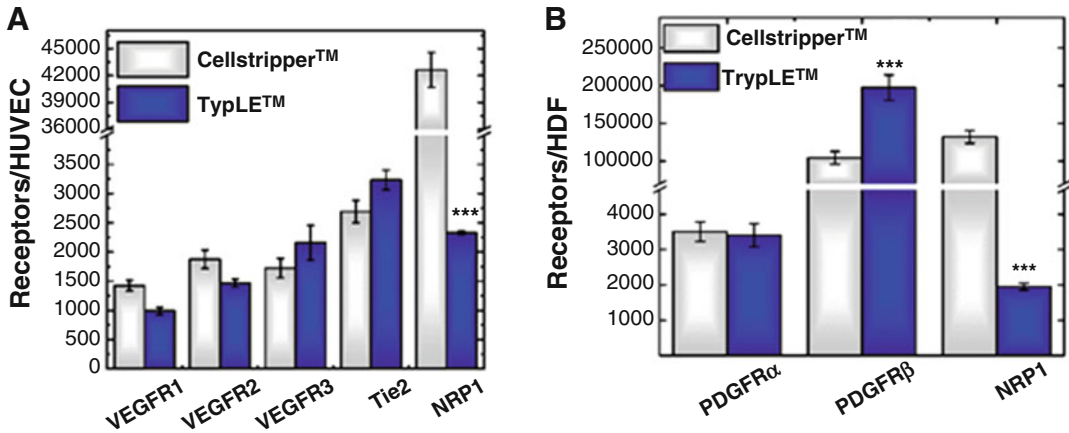 A
Receptors/HUVEC
45000
42000
39000
36000
3500
3000
2500
2000
1500
1000
500
0
Cellstripper™
TypLE™
***
VEGFR1
VEGFR2
VEGFR3
Tie2
NRP1
B
Receptors/HDF
250000
200000
150000
100000
4000
3000
2000
1000
Cellstripper™
TrypLE™
***
***
PDGFRα
PDGFRβ
NRP1